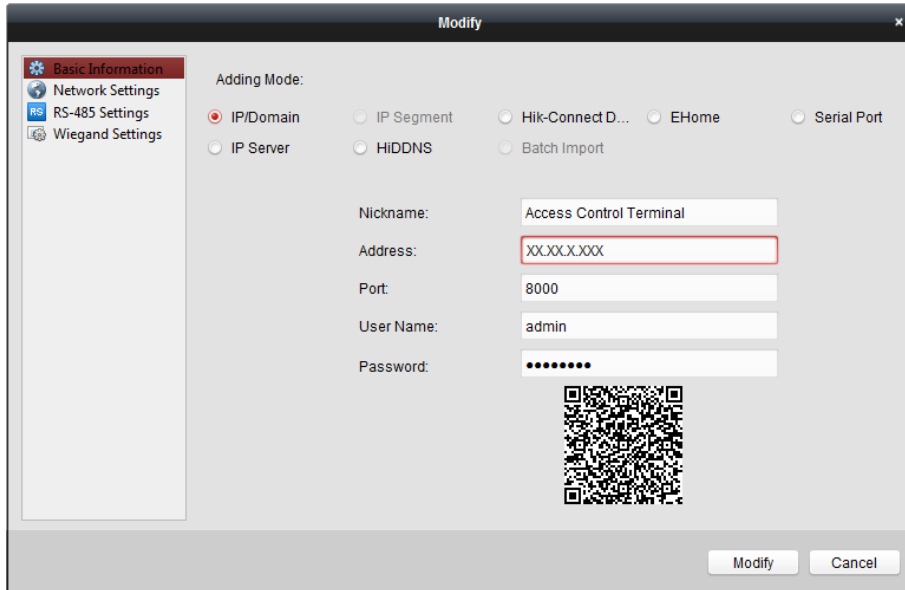 Modify
×
Basic Information
Network Settings
RS RS-485 Settings
Wiegand Settings
Adding Mode:
IP/Domain IP Segment Hik-Connect D... EHome Serial Port
IP Server HiDDNS Batch Import
Nickname: Access Control Terminal
Address: XX.XX.X.XXX
Port: 8000
User Name: admin
Password: ●●●●●●●●
Modify Cancel